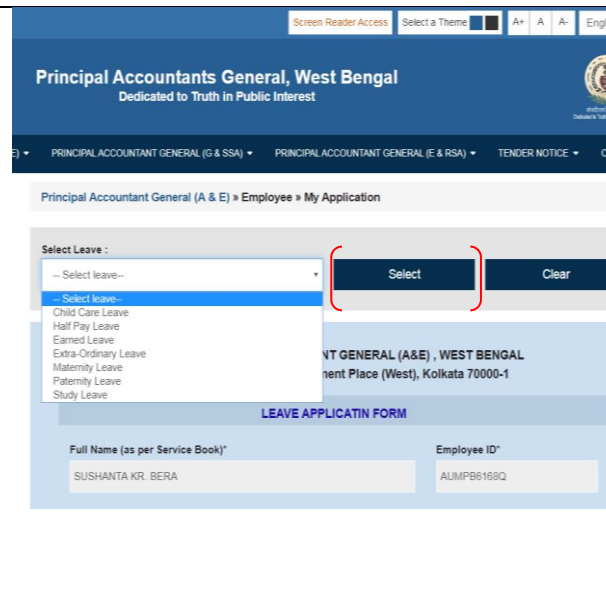 Screen Reader Access Select a Theme A+ A A- Engl
Principal Accountants General, West Bengal
Dedicated to Truth in Public Interest
E) PRINCIPAL ACCOUNTANT GENERAL (G & SSA) PRINCIPAL ACCOUNTANT GENERAL (E & RSA) TENDER NOTICE
Principal Accountant General (A & E) » Employee » My Application
Select Leave :
-- Select leave-- Select Clear
-- Select leave--
Child Care Leave
Half Pay Leave
Earned Leave
Extra-Ordinary Leave
Maternity Leave
Paternity Leave
Study Leave
NT GENERAL (A&E) , WEST BENGAL
ment Place (West), Kolkata 70000-1
LEAVE APPLICATIN FORM
Full Name (as per Service Book)* Employee ID*
SUSHANTA KR. BERA AUMPB6168Q